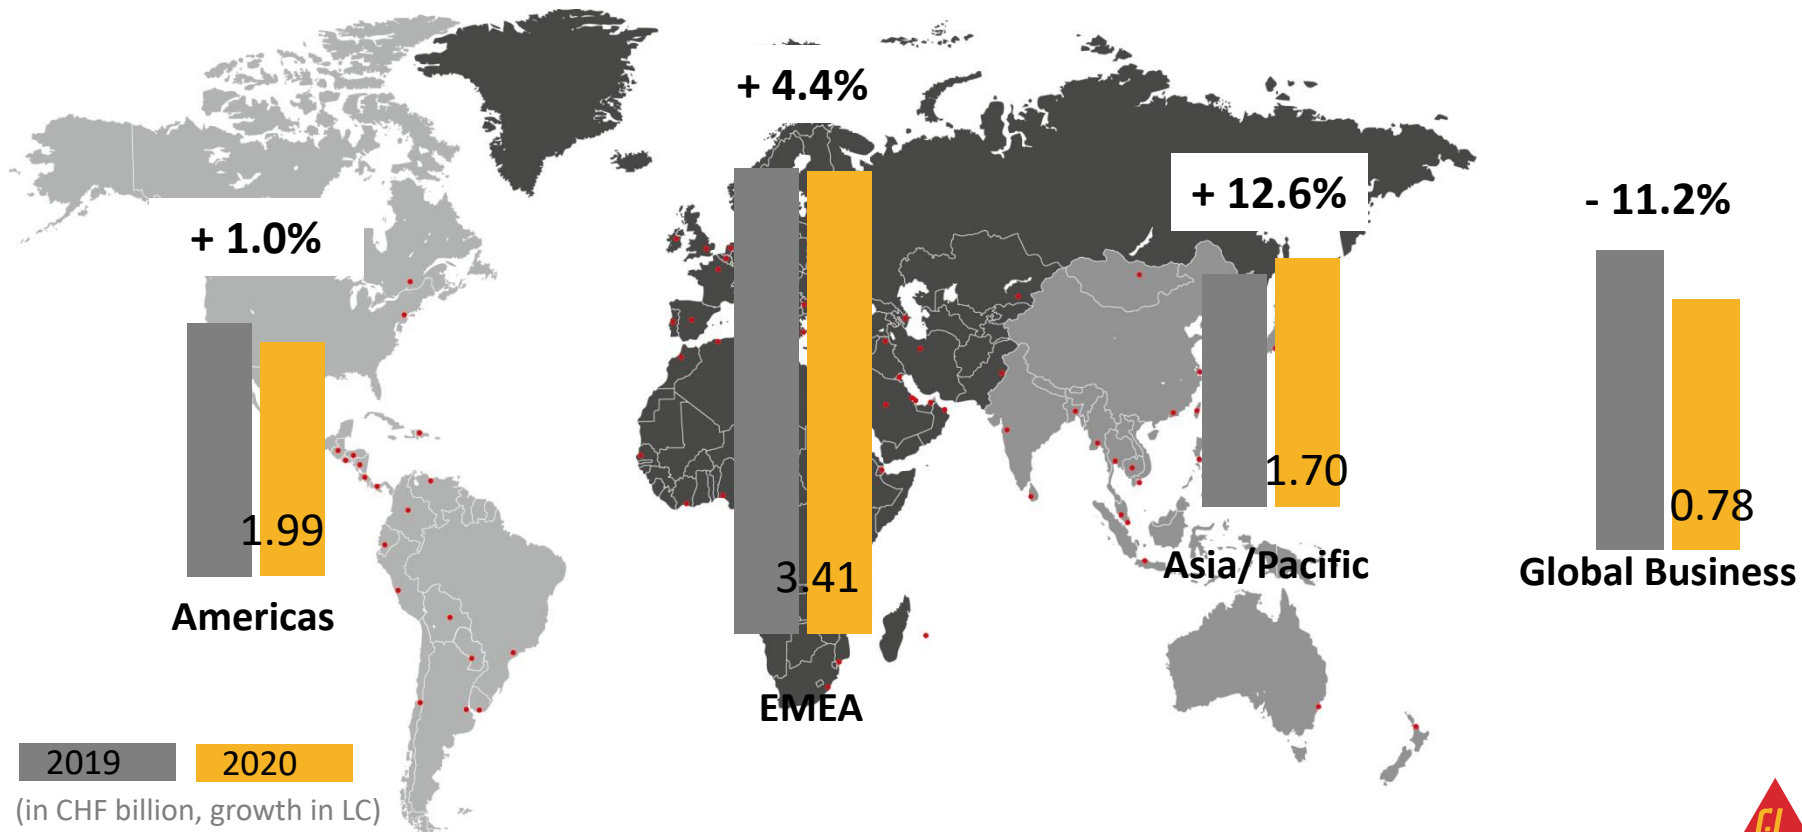 + 4.4%
+ 12.6%
- 11.2%
+ 1.0%
1.70
0.78
1.99
Asia/Pacific
Global Business
3.41
Americas
EMEA
2019
2020
(in CHF billion, growth in LC)